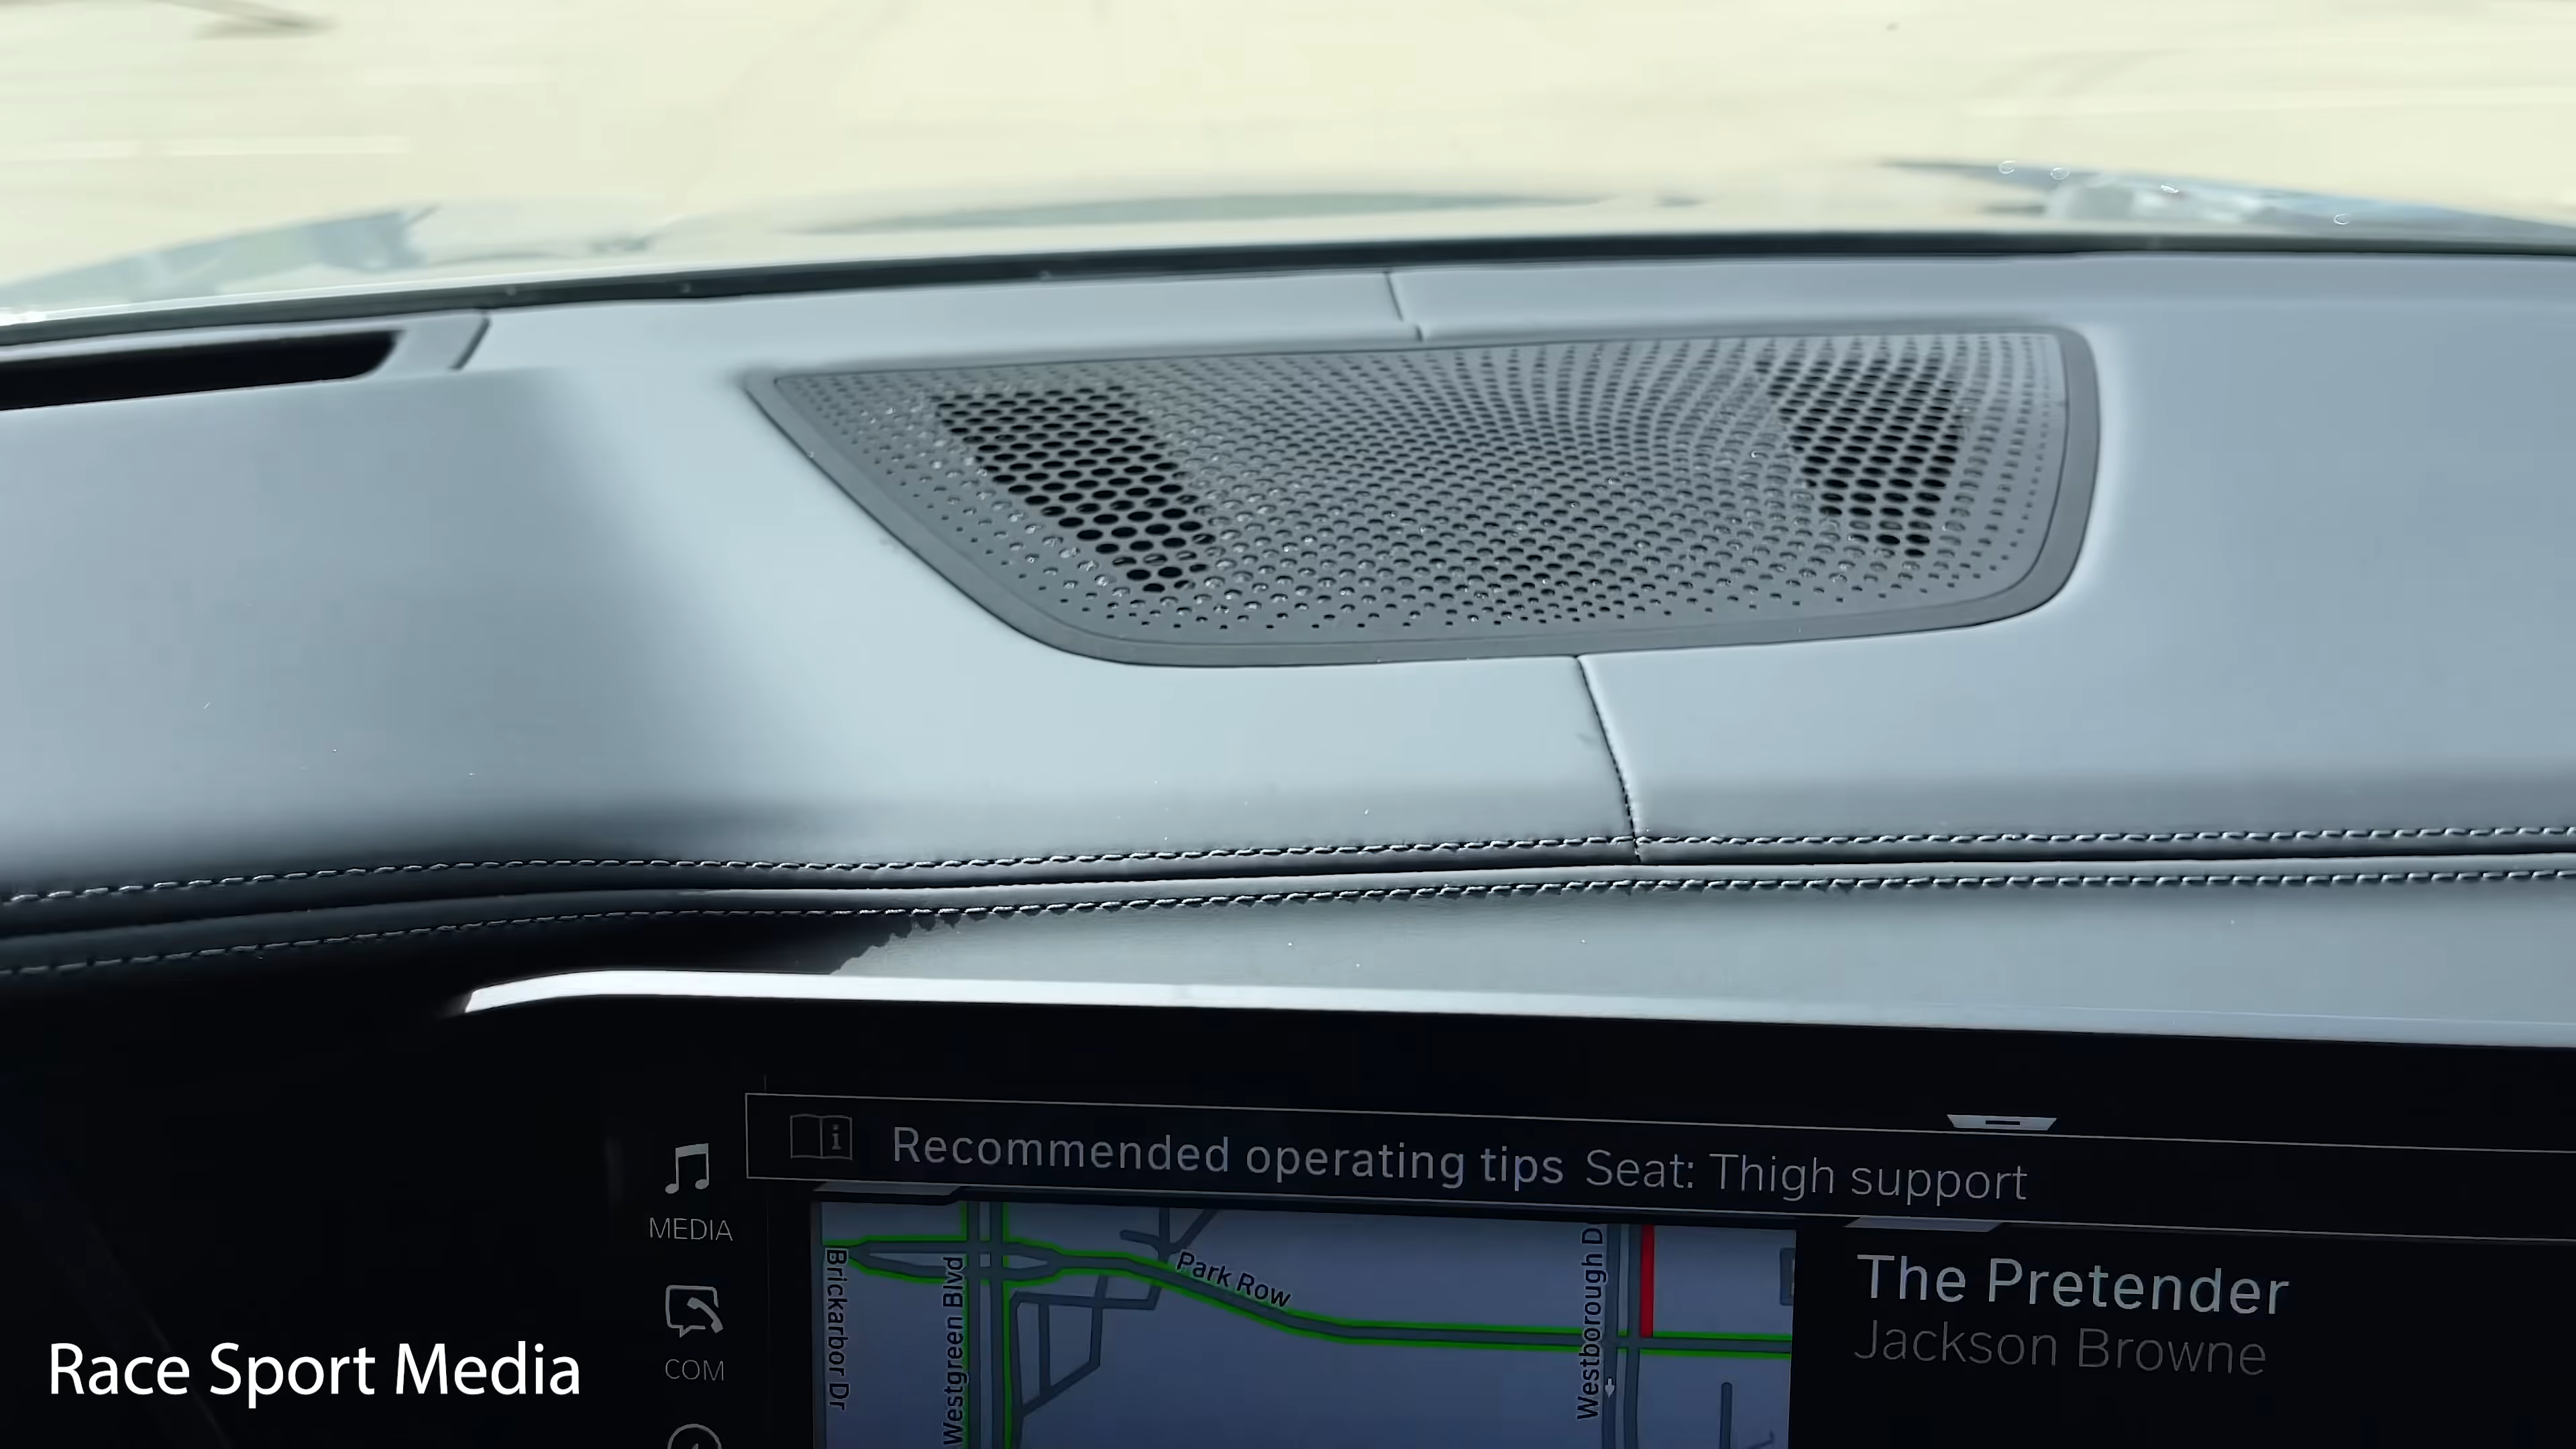 Recommended operating tips Seat: Thigh support
MEDIA
COM
Brickarbor Dr
Westgreen Blvd
Park Row
Westborough D
The Pretender
Jackson Browne
Race Sport Media